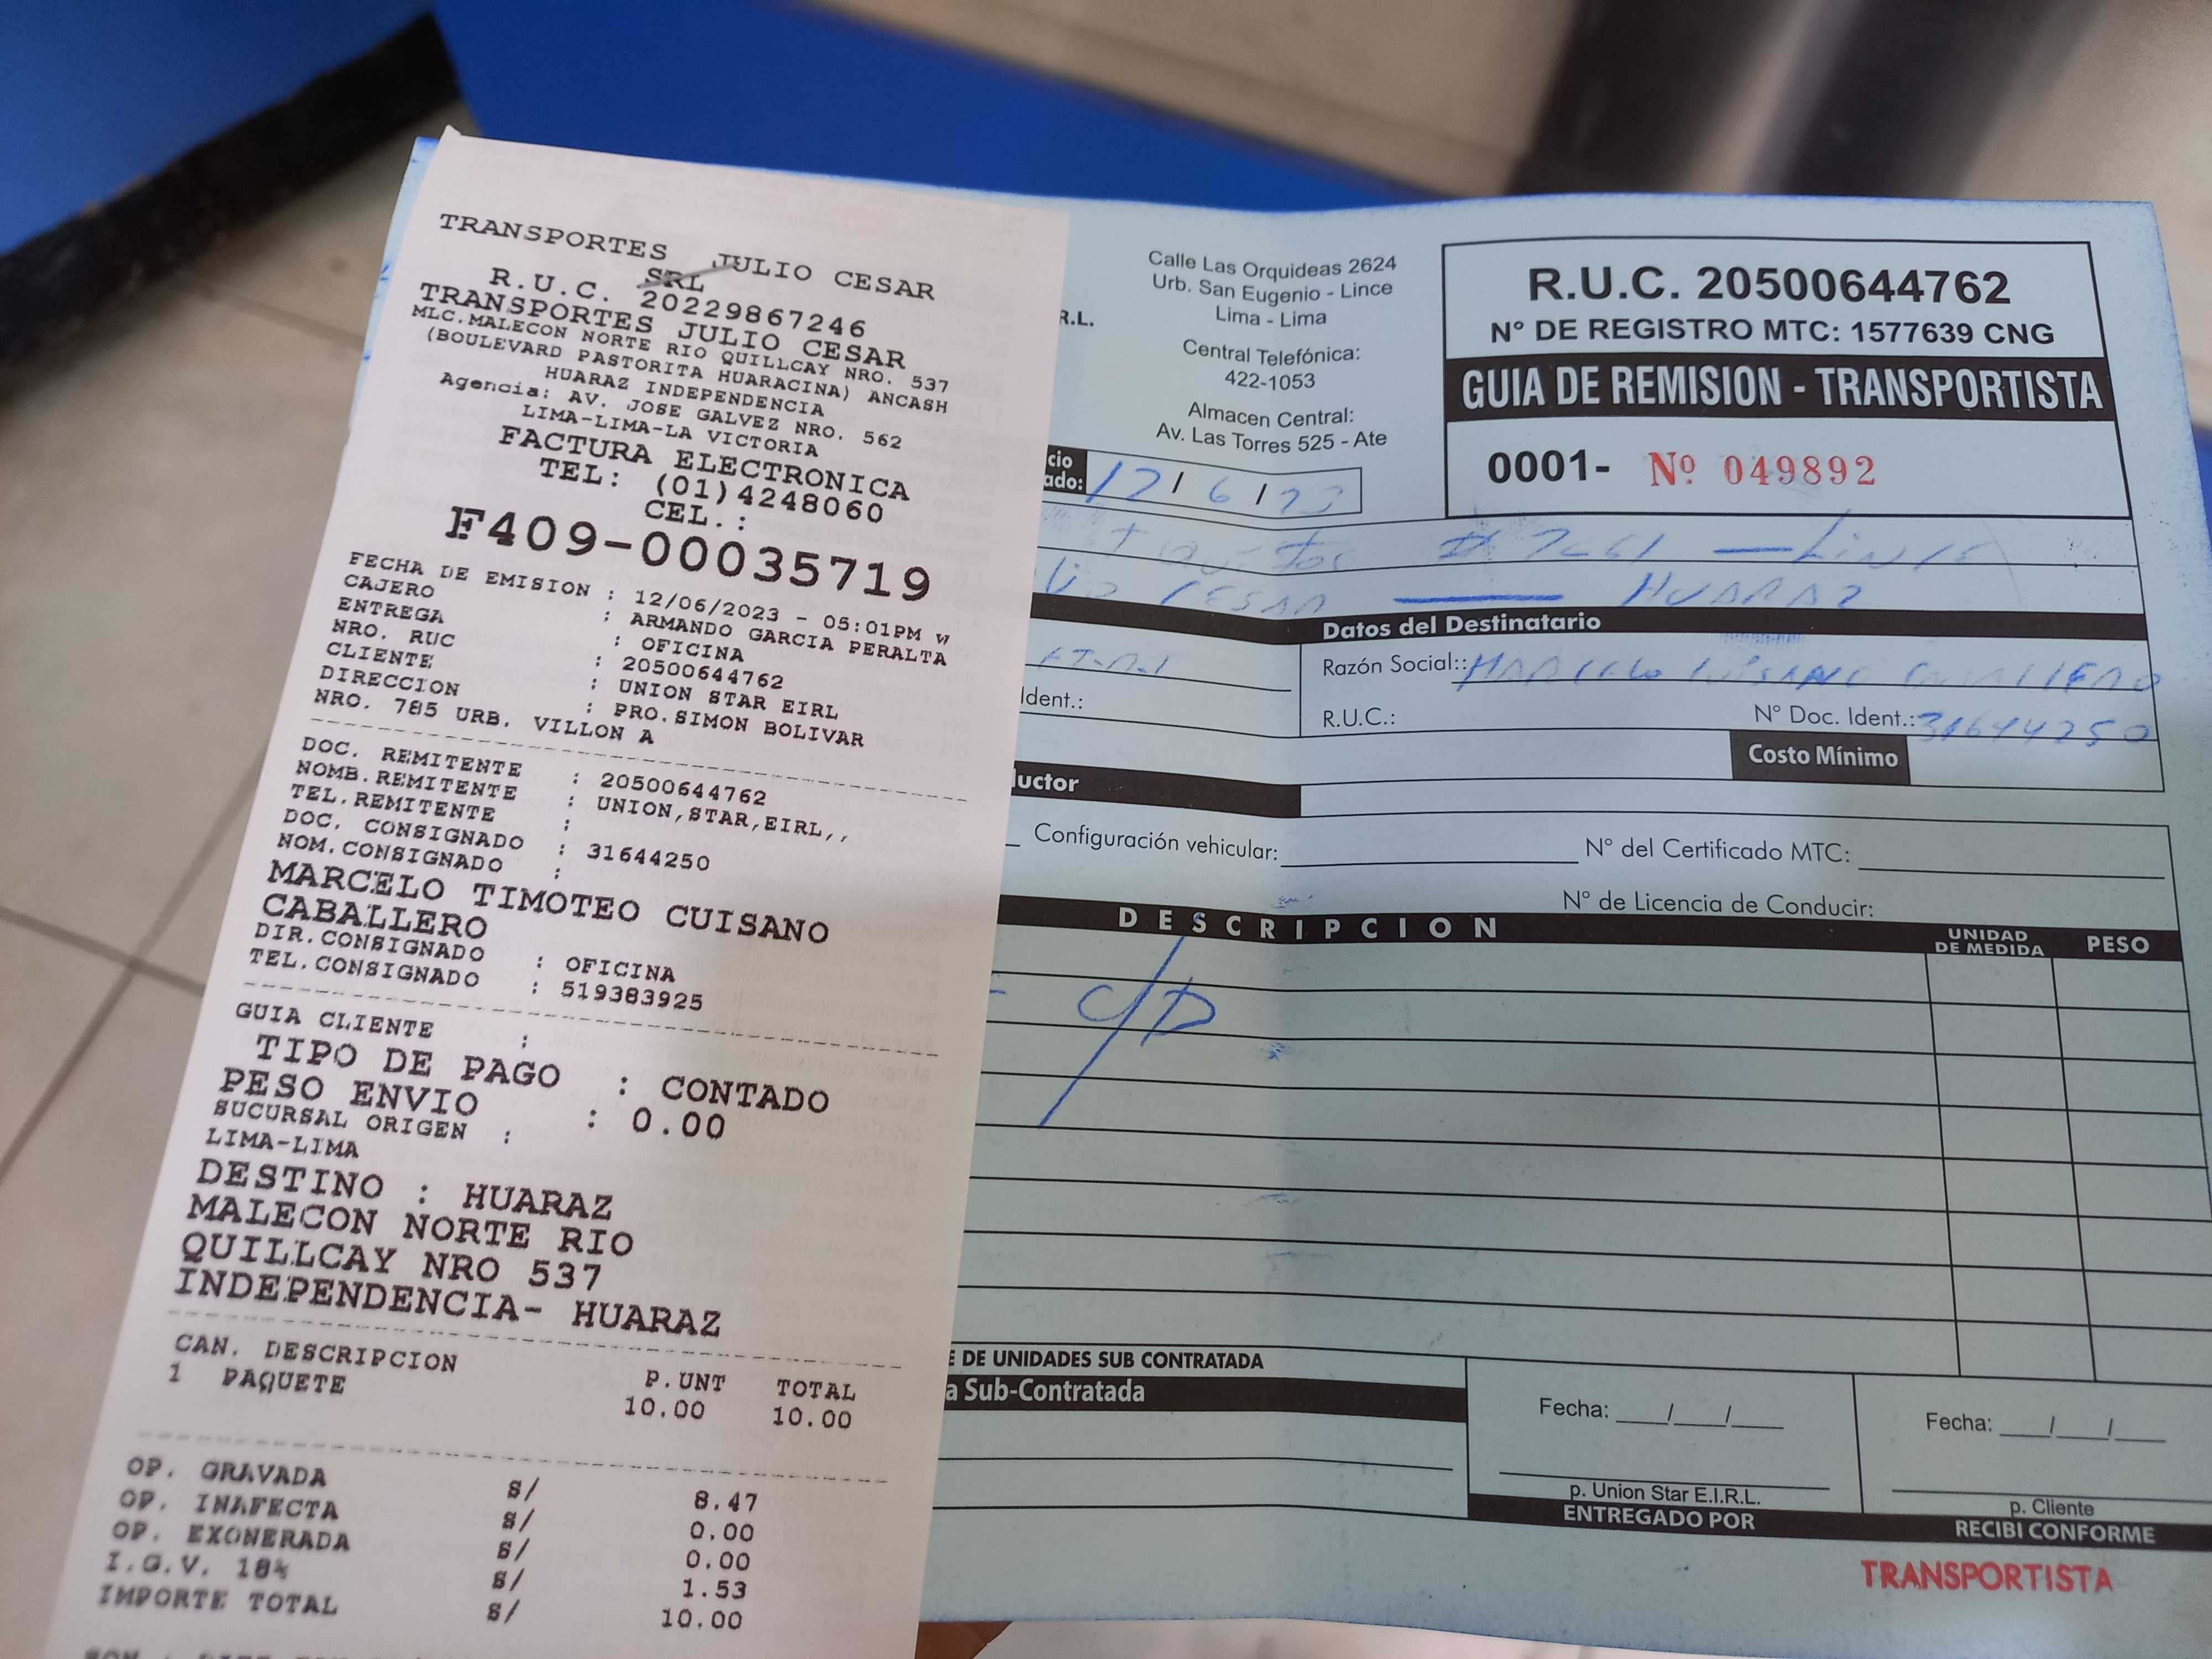 TRANSPORTES JULIO CESAR
SRL
R.U.C. 20229867246
TRANSPORTES JULIO CESAR
MLC.MALECON NORTE RIO QUILLCAY NRO. 537
(BOULEVARD PASTORITA HUARACINA) ANCASH
HUARAZ INDEPENDENCIA
Agencia: AV. JOSE GALVEZ NRO. 562
LIMA-LIMA-LA VICTORIA
FACTURA ELECTRONICA
TEL: (01)4248060
CEL.:
F409-00035719
FECHA DE EMISION : 12/06/2023 - 05:01PM w
CAJERO : ARMANDO GARCIA PERALTA
ENTREGA : OFICINA
NRO. RUC : 20500644762
CLIENTE : UNION STAR EIRL
DIRECCION : PRO.SIMON BOLIVAR
NRO. 785 URB. VILLON A
DOC. REMITENTE : 20500644762
NOMB.REMITENTE : UNION,STAR,EIRL,,
TEL.REMITENTE :
DOC. CONSIGNADO : 31644250
NOM.CONSIGNADO :
MARCELO TIMOTEO CUISANO
CABALLERO
DIR.CONSIGNADO : OFICINA
TEL.CONSIGNADO : 519383925
GUIA CLIENTE :
TIPO DE PAGO : CONTADO
PESO ENVIO : 0.00
SUCURSAL ORIGEN :
LIMA-LIMA
DESTINO : HUARAZ
MALECON NORTE RIO
QUILLCAY NRO 537
INDEPENDENCIA- HUARAZ
CAN. DESCRIPCION P.UNT TOTAL
1 PAQUETE 10.00 10.00
OP. GRAVADA S/ 8.47
OP. INAFECTA S/ 0.00
OP. EXONERADA S/ 0.00
I.G.V. 18% S/ 1.53
IMPORTE TOTAL S/ 10.00
R.L.
Calle Las Orquideas 2624
Urb. San Eugenio - Lince
Lima - Lima
Central Telefónica:
422-1053
Almacen Central:
Av. Las Torres 525 - Ate
R.U.C. 20500644762
N° DE REGISTRO MTC: 1577639 CNG
GUIA DE REMISION - TRANSPORTISTA
0001- Nº 049892
cio
ado: 12/ 6 / 23
CESAR — HUARAZ
Datos del Destinatario
Razón Social::
Ident.:
R.U.C.: N° Doc. Ident.: 31644250
Costo Mínimo
uctor
Configuración vehicular: N° del Certificado MTC:
N° de Licencia de Conducir:
DESCRIPCION UNIDAD DE MEDIDA PESO
C/D
E DE UNIDADES SUB CONTRATADA
a Sub-Contratada
Fecha: __/__/__
p. Union Star E.I.R.L.
ENTREGADO POR
Fecha: __/__/__
p. Cliente
RECIBI CONFORME
TRANSPORTISTA